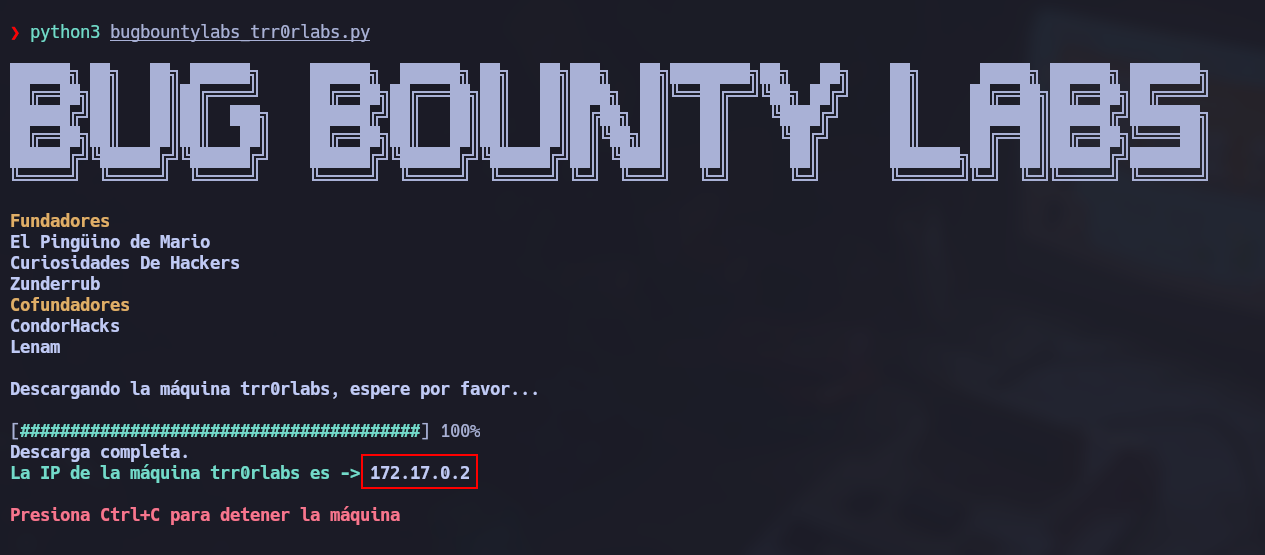 ❯ python3 bugbountylabs_trr0rlabs.py
BUG BOUNTY LABS
Fundadores
El Pingüino de Mario
Curiosidades De Hackers
Zunderrub
Cofundadores
CondorHacks
Lenam
Descargando la máquina trr0rlabs, espere por favor...
[########################################] 100%
Descarga completa.
La IP de la máquina trr0rlabs es -> 172.17.0.2
Presiona Ctrl+C para detener la máquina